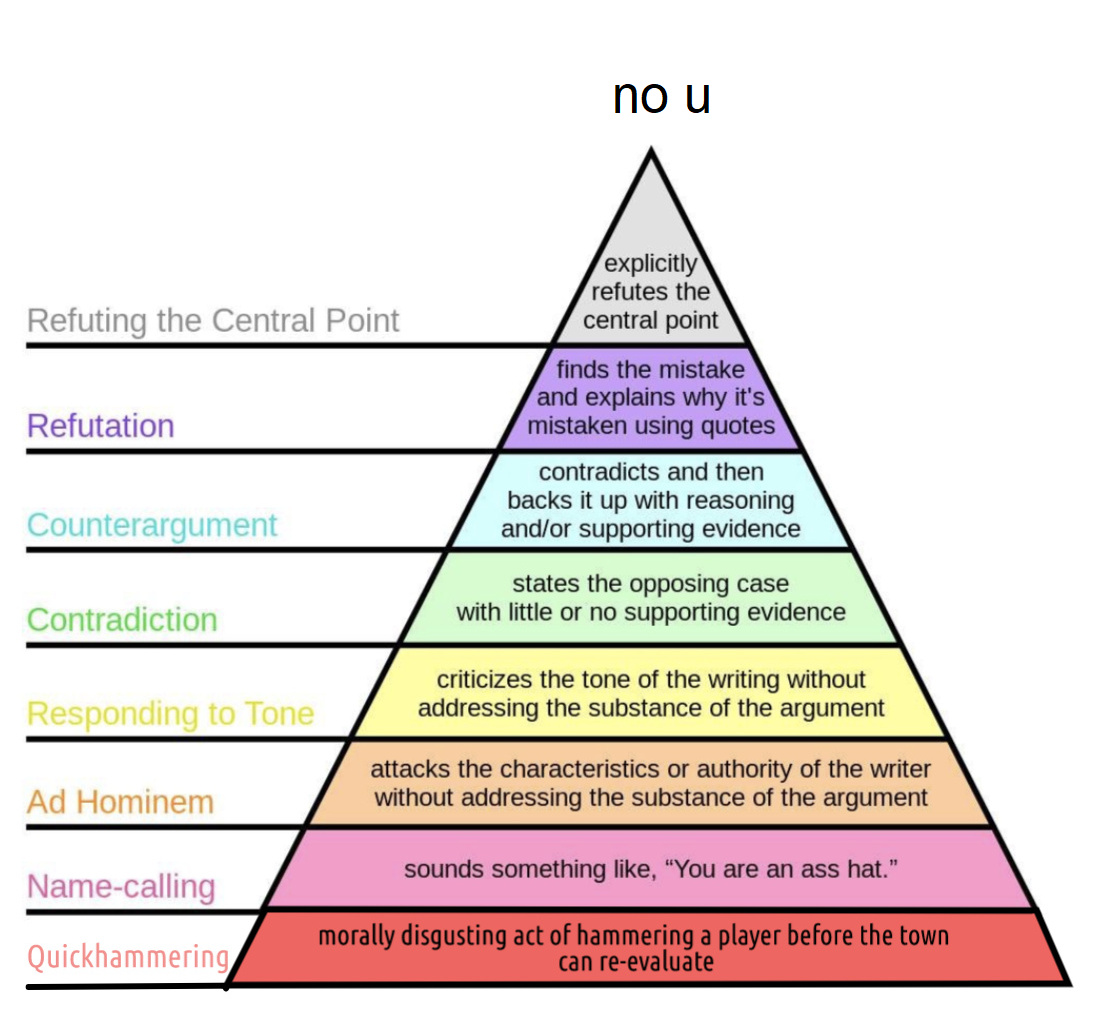 no u
explicitly
refutes the
central point
Refuting the Central Point
finds the mistake
and explains why it's
mistaken using quotes
Refutation
contradicts and then
backs it up with reasoning
and/or supporting evidence
Counterargument
states the opposing case
with little or no supporting evidence
Contradiction
criticizes the tone of the writing without
addressing the substance of the argument
Responding to Tone
attacks the characteristics or authority of the writer
without addressing the substance of the argument
Ad Hominem
sounds something like, “You are an ass hat.”
Name-calling
morally disgusting act of hammering a player before the town
can re-evaluate
Quickhammering